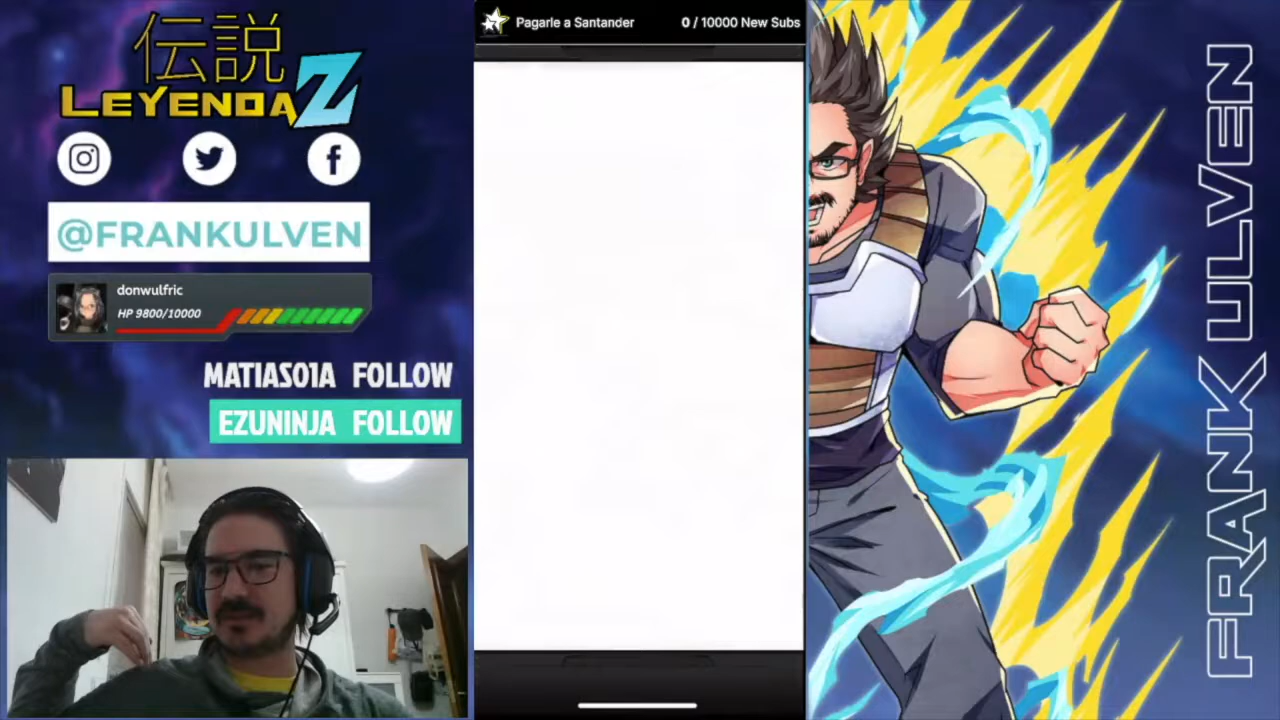 伝説
LEYENDA Z
@FRANKULVEN
donwulfric
HP 9800/10000
MATIAS01A FOLLOW
EZUNINJA FOLLOW
Pagarle a Santander 0 / 10000 New Subs
FRANK ULVEN